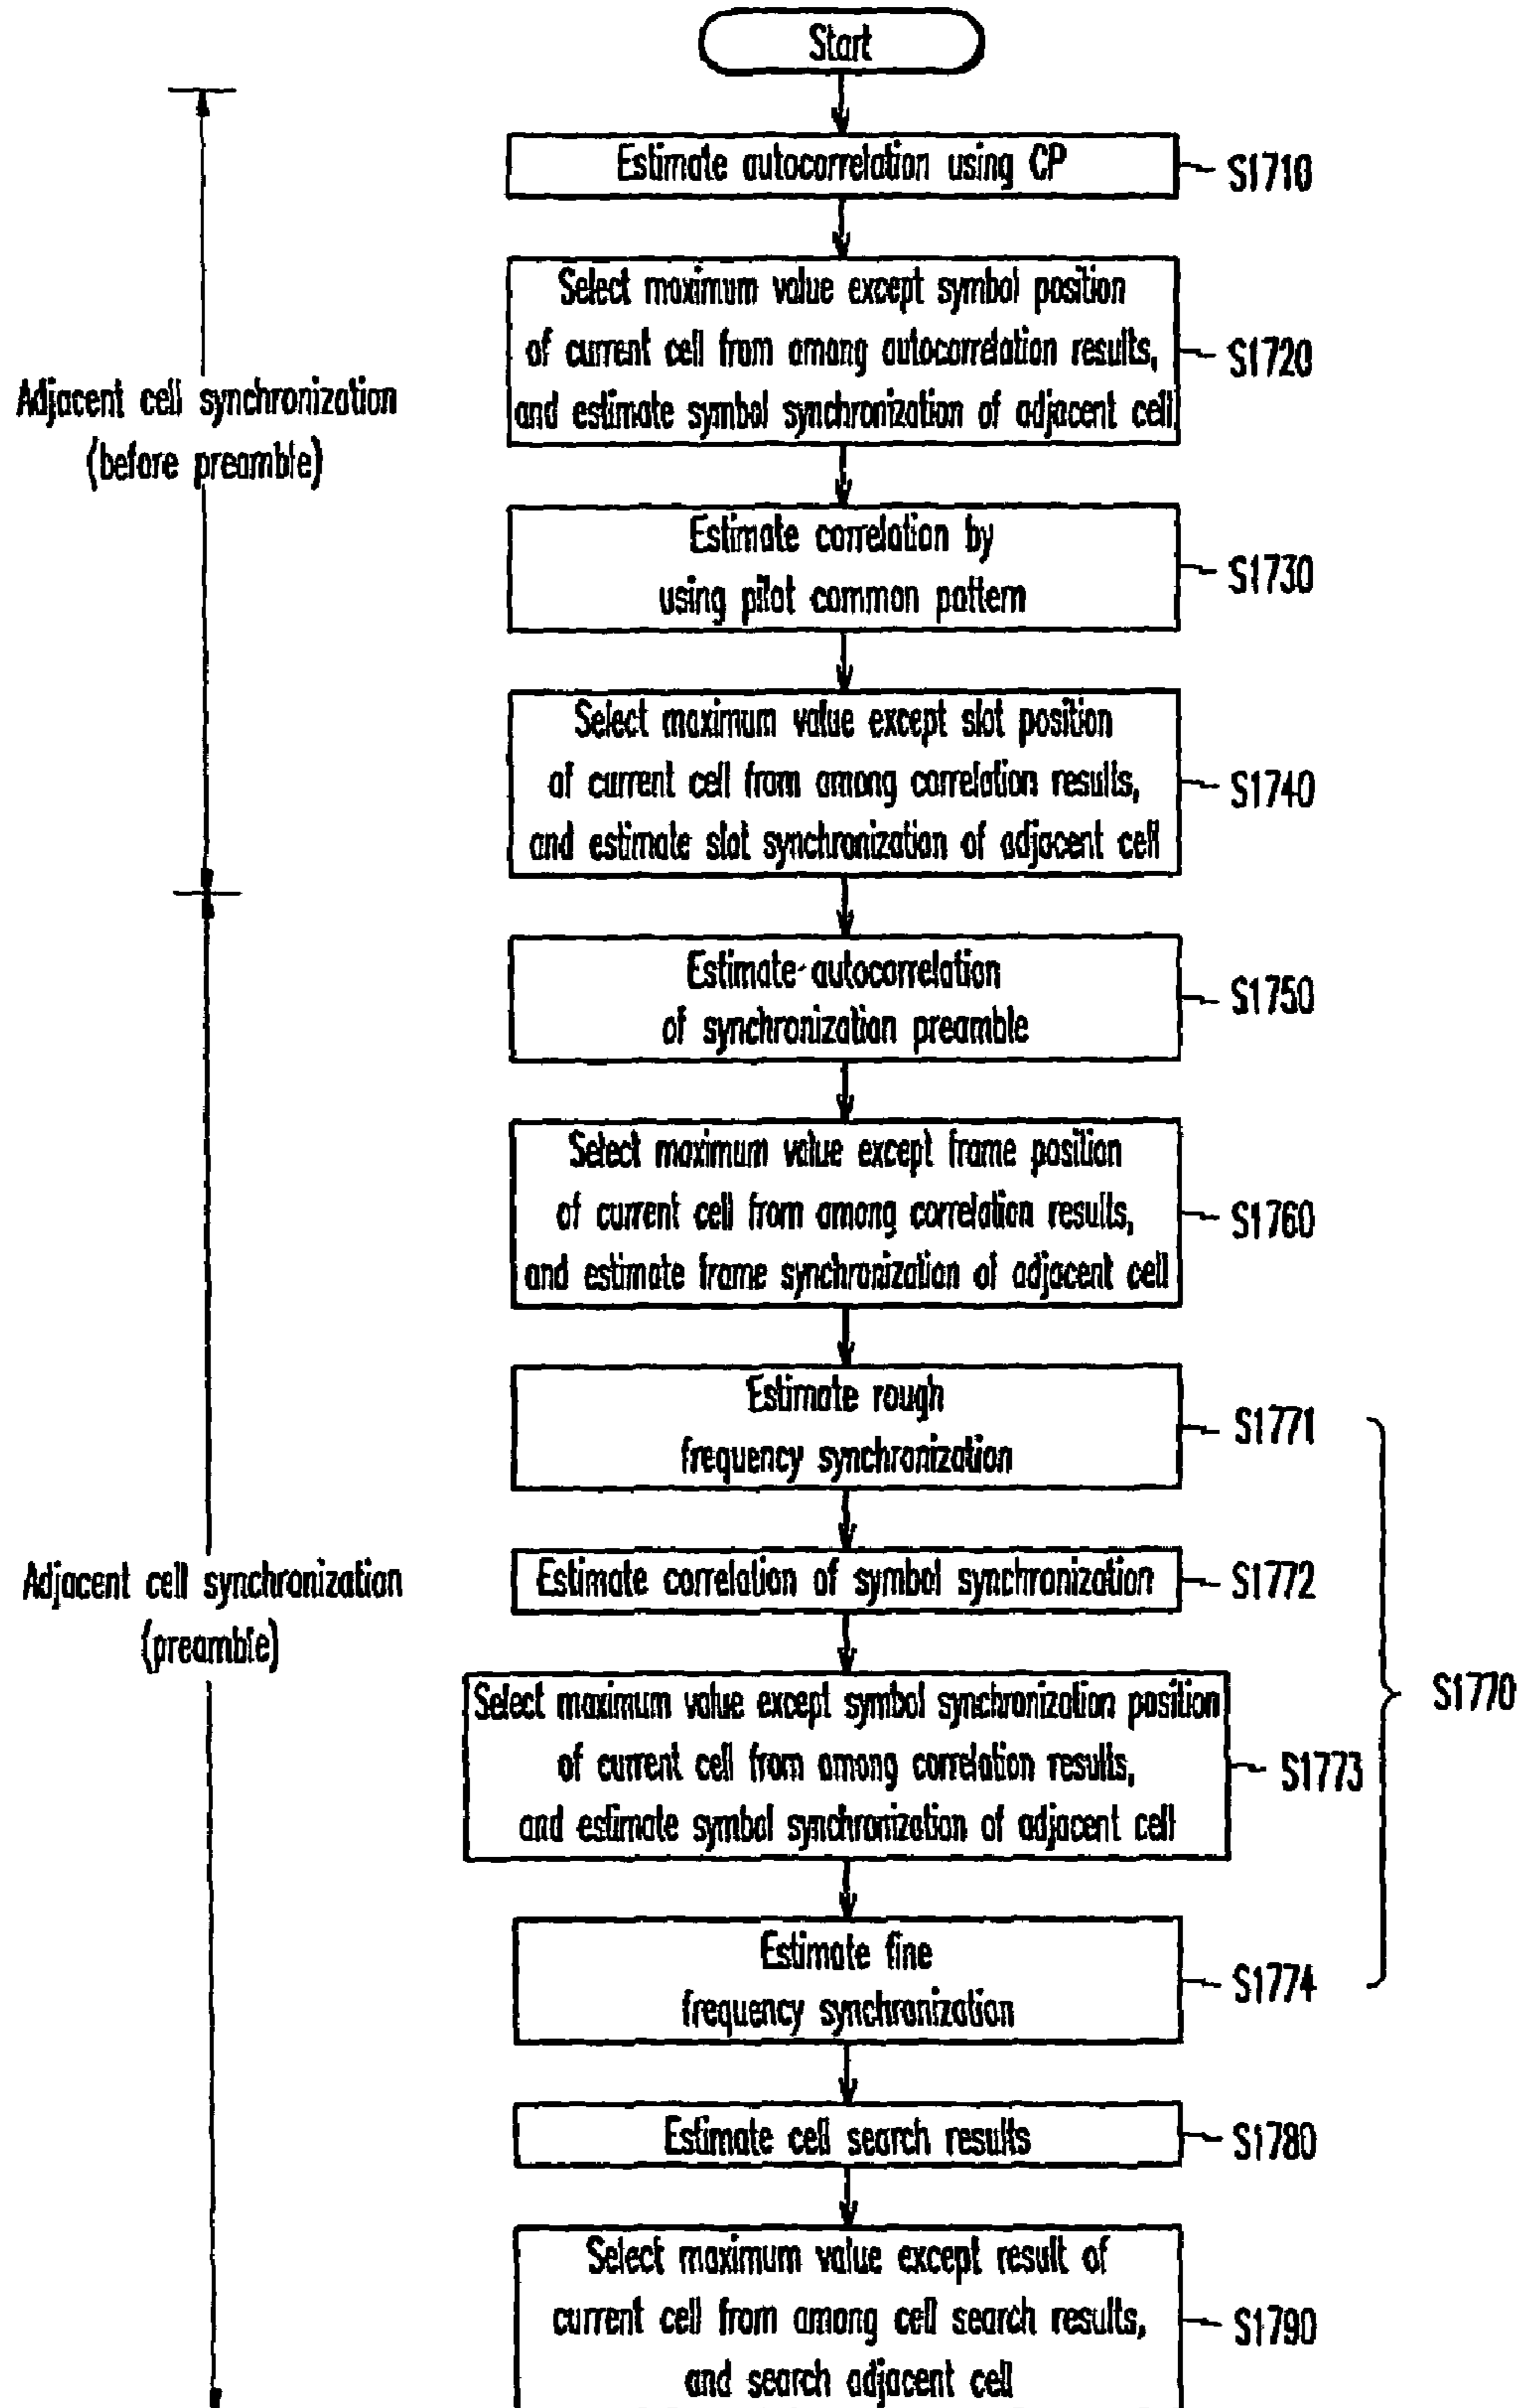 Start
Estimate autocorrelation using CP
S1710
Select maximum value except symbol position
of current cell from among autocorrelation results,
and estimate symbol synchronization of adjacent cell
S1720
Adjacent cell synchronization
(before preamble)
Estimate correlation by
using pilot common pattern
S1730
Select maximum value except slot position
of current cell from among correlation results,
and estimate slot synchronization of adjacent cell
S1740
Estimate autocorrelation
of synchronization preamble
S1750
Select maximum value except frame position
of current cell from among correlation results,
and estimate frame synchronization of adjacent cell
S1760
Estimate rough
frequency synchronization
S1771
Adjacent cell synchronization
(preamble)
Estimate correlation of symbol synchronization
S1772
Select maximum value except symbol synchronization position
of current cell from among correlation results,
and estimate symbol synchronization of adjacent cell
S1773
S1770
Estimate fine
frequency synchronization
S1774
Estimate cell search results
S1780
Select maximum value except result of
current cell from among cell search results,
and search adjacent cell
S1790